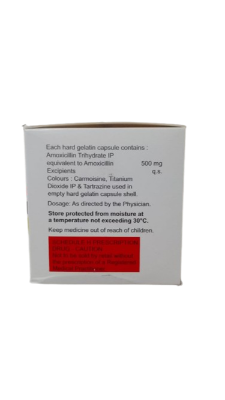 Each hard gelatin capsule contains :
Amoxicillin Trihydrate IP
equivalent to Amoxicillin 500 mg
Excipients q.s.
Colours : Carmoisine, Titanium
Dioxide IP & Tartrazine used in
empty hard gelatin capsule shell.
Dosage: As directed by the Physician.
Store protected from moisture at
a temperature not exceeding 30°C.
Keep medicine out of reach of children.